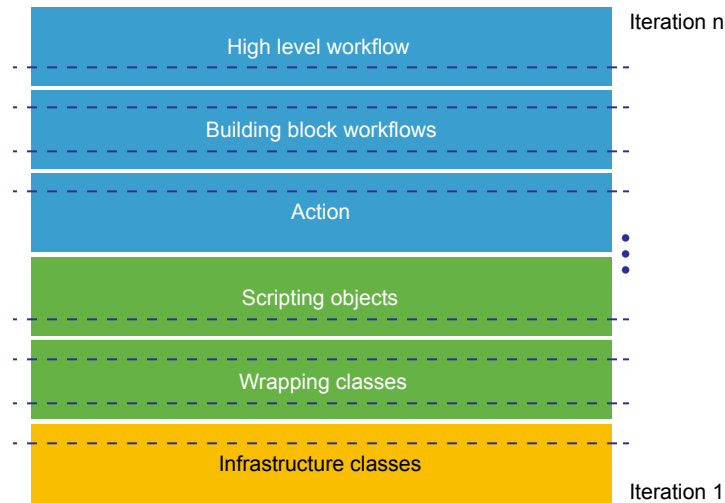 Iteration n
High level workflow
Building block workflows
Action
Scripting objects
Wrapping classes
Infrastructure classes
Iteration 1